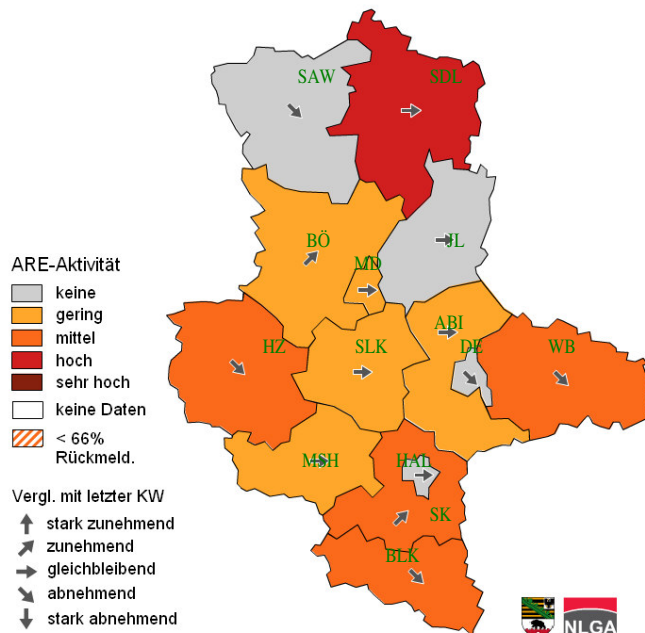 SAW
SDL
BÖ
JL
MD
ARE-Aktivität
keine
gering
mittel
hoch
sehr hoch
keine Daten
< 66%
Rückmeld.
HZ
SLK
ABI
DE
WB
MSH
HAL
SK
BLK
Vergl. mit letzter KW
stark zunehmend
zunehmend
gleichbleibend
abnehmend
stark abnehmend
NLGA